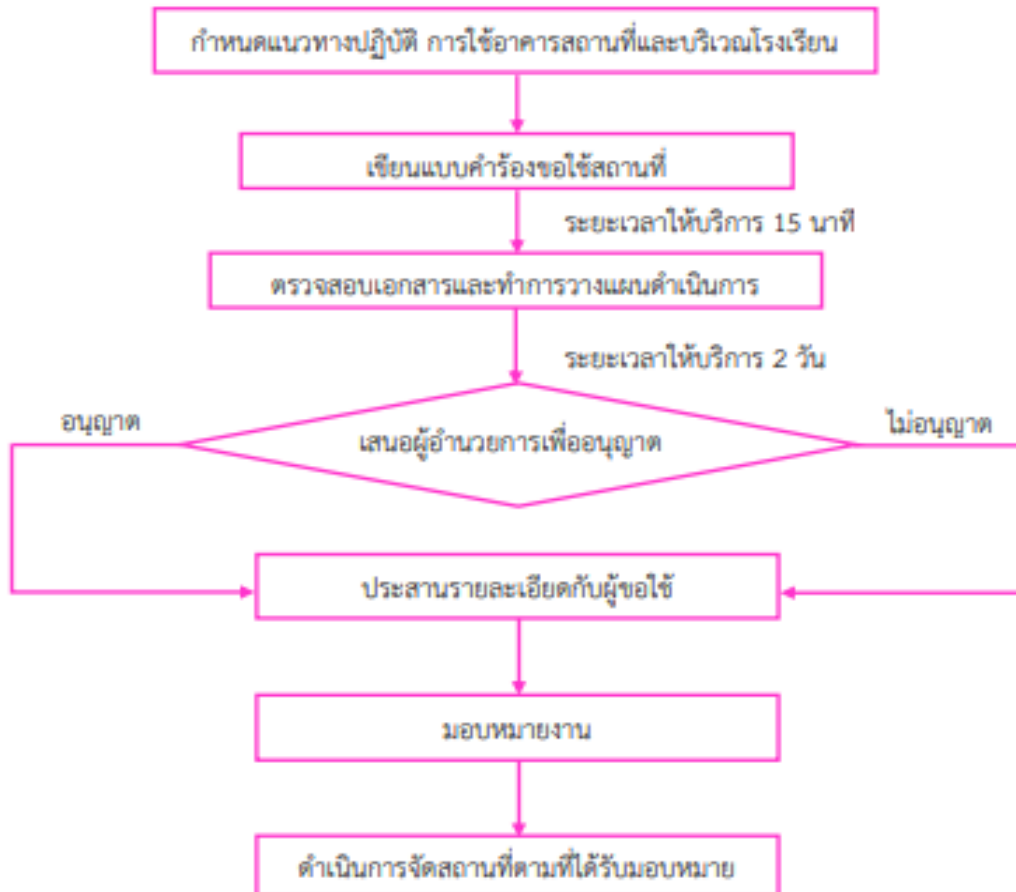 กำหนดแนวทางปฏิบัติ การใช้อาคารสถานที่และบริเวณโรงเรียน
เขียนแบบคำร้องขอใช้สถานที่
ระยะเวลาให้บริการ 15 นาที
ตรวจสอบเอกสารและทำการวางแผนดำเนินการ
ระยะเวลาให้บริการ 2 วัน
อนุญาต
เสนอผู้อำนวยการเพื่ออนุญาต
ไม่อนุญาต
ประสานรายละเอียดกับผู้ขอใช้
มอบหมายงาน
ดำเนินการจัดสถานที่ตามที่ได้รับมอบหมาย